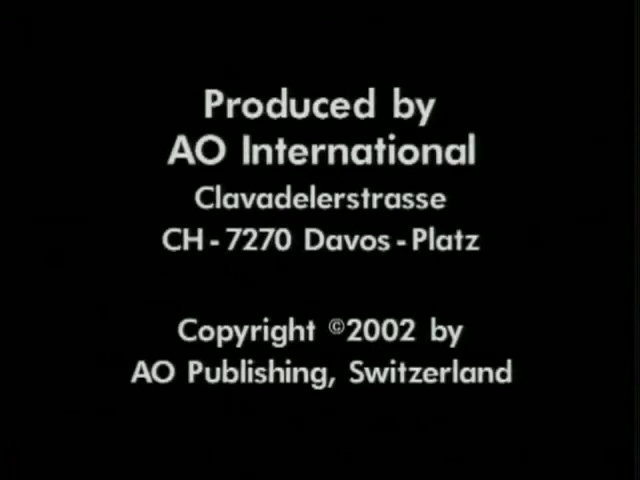 Produced by
AO International
Clavadelerstrasse
CH - 7270 Davos - Platz
Copyright ©2002 by
AO Publishing, Switzerland